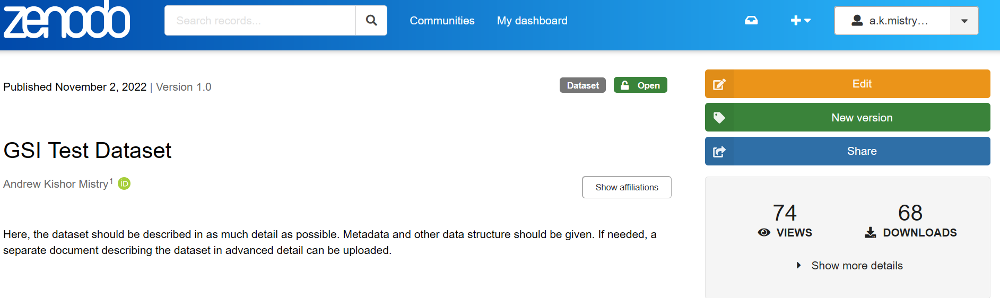 zenodo
Search records...
Communities
My dashboard
a.k.mistry...
Published November 2, 2022 | Version 1.0
Dataset
Open
Edit
New version
Share
GSI Test Dataset
Andrew Kishor Mistry1 iD
Show affiliations
74
VIEWS
68
DOWNLOADS
Show more details
Here, the dataset should be described in as much detail as possible. Metadata and other data structure should be given. If needed, a
separate document describing the dataset in advanced detail can be uploaded.